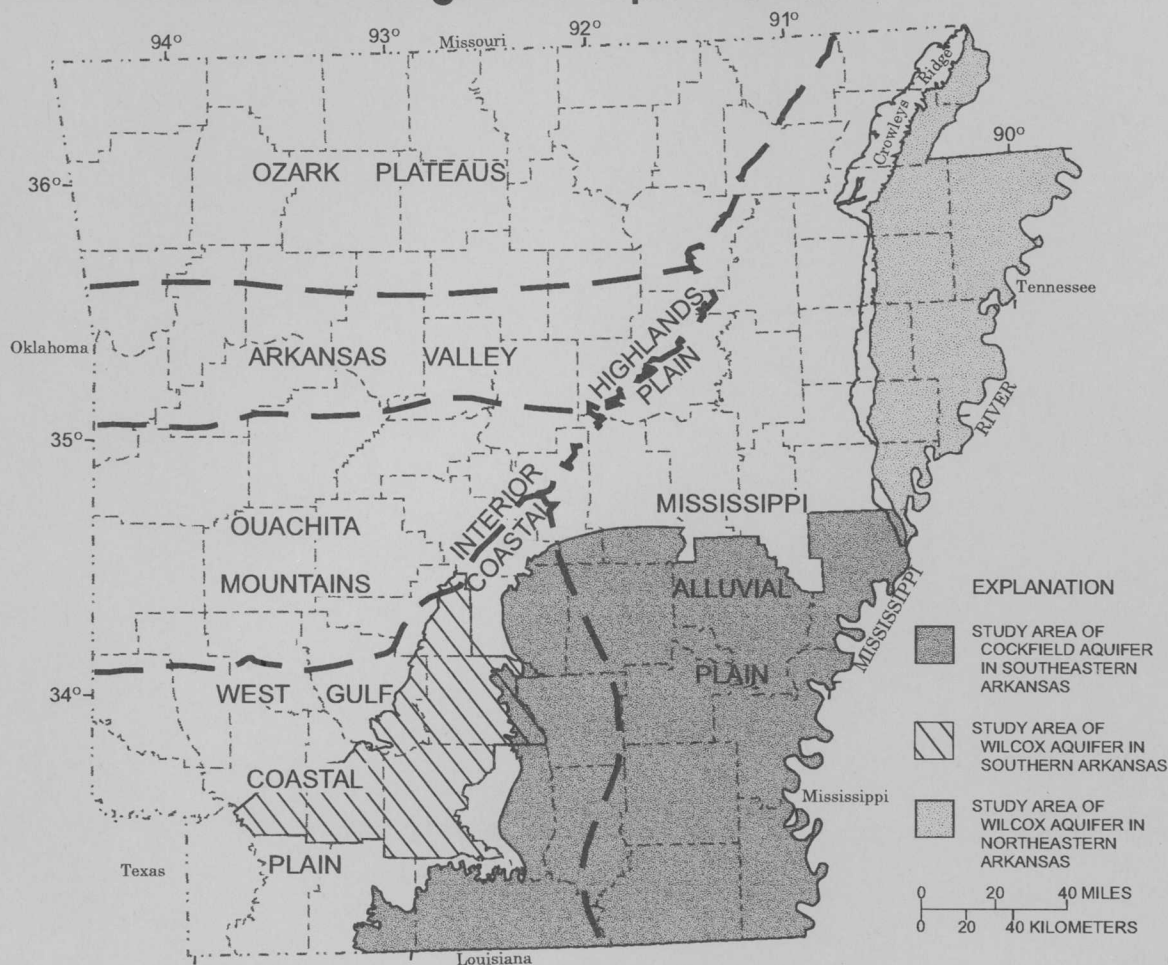 94° 93° 92° 91°
Missouri
Crowleys Ridge
90°
OZARK PLATEAUS
36°
Tennessee
Oklahoma
ARKANSAS VALLEY
HIGHLANDS
PLAIN
35°
RIVER
INTERIOR
COASTAL
MISSISSIPPI
OUACHITA
MOUNTAINS
ALLUVIAL
PLAIN
MISSISSIPPI
34°
WEST GULF
COASTAL
PLAIN
Mississippi
Texas
Louisiana
EXPLANATION
STUDY AREA OF
COCKFIELD AQUIFER
IN SOUTHEASTERN
ARKANSAS
STUDY AREA OF
WILCOX AQUIFER IN
SOUTHERN ARKANSAS
STUDY AREA OF
WILCOX AQUIFER IN
NORTHEASTERN
ARKANSAS
0 20 40 MILES
0 20 40 KILOMETERS